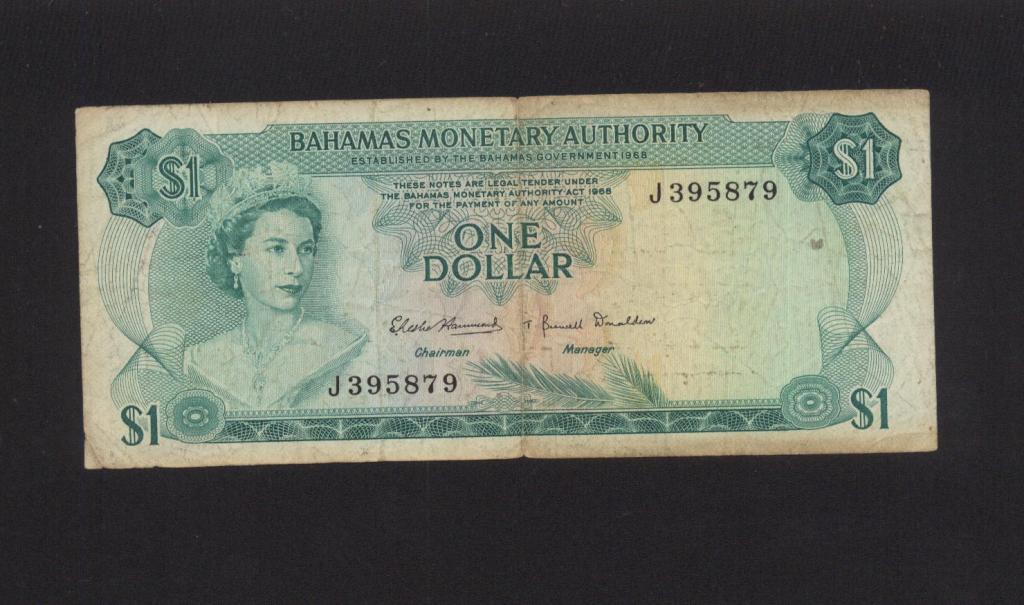 BAHAMAS MONETARY AUTHORITY
ESTABLISHED BY THE BAHAMAS GOVERNMENT 1968
$1
$1
THESE NOTES ARE LEGAL TENDER UNDER
THE BAHAMAS MONETARY AUTHORITY ACT 1968
FOR THE PAYMENT OF ANY AMOUNT
J395879
ONE
DOLLAR
T Donaldson
Chairman Manager
J395879
$1
$1